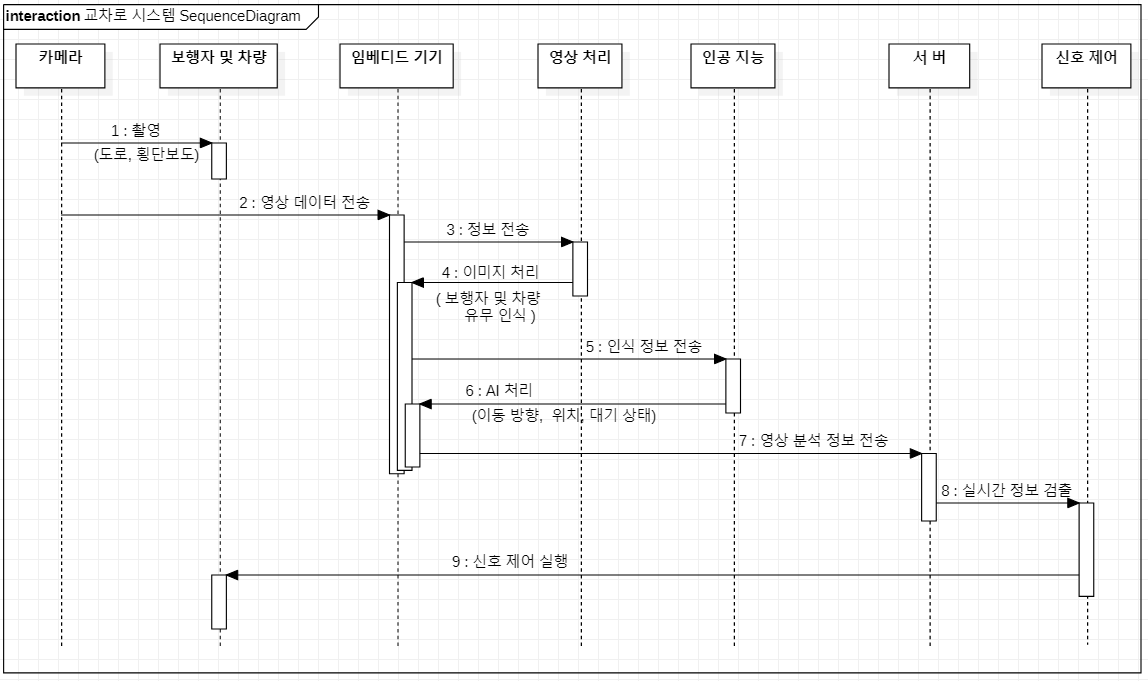 interaction 교차로 시스템 SequenceDiagram
카메라
보행자 및 차량
임베디드 기기
영상 처리
인공 지능
서 버
신호 제어
1 : 촬영
(도로, 횡단보도)
2 : 영상 데이터 전송
3 : 정보 전송
4 : 이미지 처리
( 보행자 및 차량
유무 인식 )
5 : 인식 정보 전송
6 : AI 처리
(이동 방향, 위치, 대기 상태)
7 : 영상 분석 정보 전송
8 : 실시간 정보 검출
9 : 신호 제어 실행